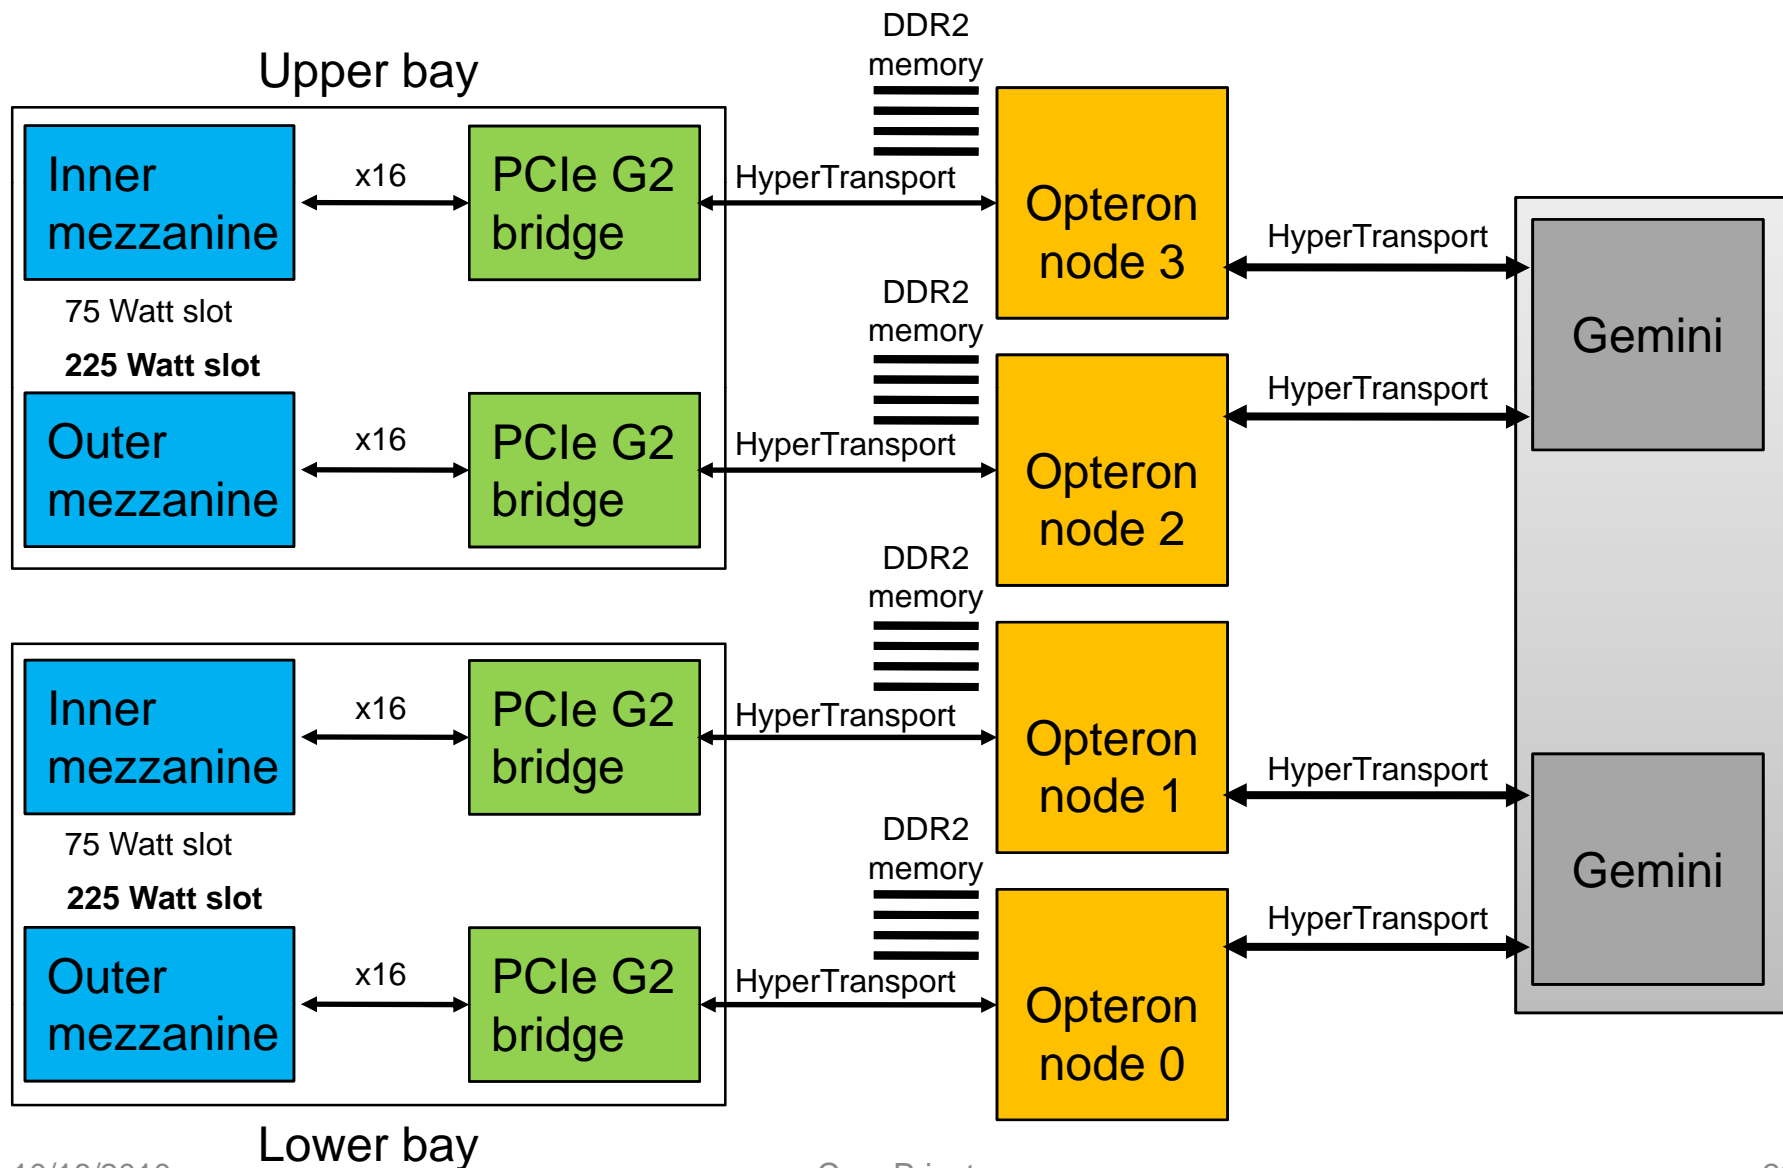 DDR2
memory
Upper bay
Inner
mezzanine
x16
PCIe G2
bridge
HyperTransport
Opteron
node 3
HyperTransport
Gemini
75 Watt slot
225 Watt slot
DDR2
memory
Outer
mezzanine
x16
PCIe G2
bridge
HyperTransport
Opteron
node 2
HyperTransport
DDR2
memory
Inner
mezzanine
x16
PCIe G2
bridge
HyperTransport
Opteron
node 1
HyperTransport
Gemini
75 Watt slot
225 Watt slot
DDR2
memory
Outer
mezzanine
x16
PCIe G2
bridge
HyperTransport
Opteron
node 0
HyperTransport
Lower bay